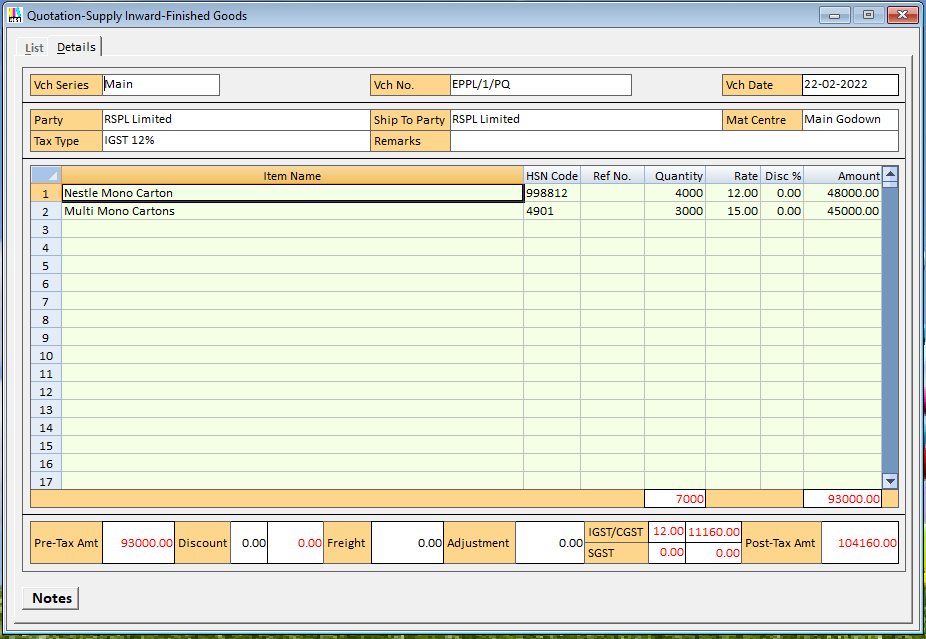 Quotation-Supply Inward-Finished Goods
List Details
Vch Series Main Vch No. EPPL/1/PQ Vch Date 22-02-2022
Party RSPL Limited Ship To Party RSPL Limited Mat Centre Main Godown
Tax Type IGST 12% Remarks
Item Name HSN Code Ref No. Quantity Rate Disc % Amount
1 Nestle Mono Carton 998812 4000 12.00 0.00 48000.00
2 Multi Mono Cartons 4901 3000 15.00 0.00 45000.00
3
4
5
6
7
8
9
10
11
12
13
14
15
16
17
7000 93000.00
Pre-Tax Amt 93000.00 Discount 0.00 0.00 Freight 0.00 Adjustment 0.00 IGST/CGST 12.00 11160.00 Post-Tax Amt 104160.00
SGST 0.00 0.00
Notes